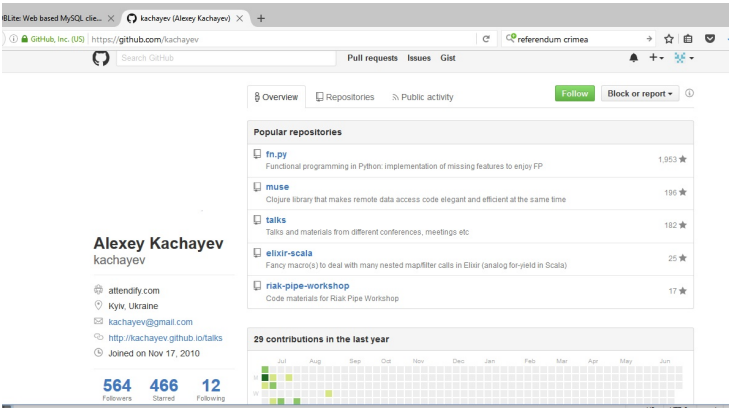 OBLite: Web based MySQL clie...
kachayev (Alexey Kachayev)
GitHub, Inc. (US)
https://github.com/kachayev
referendum crimea
Search GitHub
Pull requests Issues Gist
Overview
Repositories
Public activity
Follow
Block or report
Popular repositories
fn.py
Functional programming in Python: implementation of missing features to enjoy FP
1,953
muse
Clojure library that makes remote data access code elegant and efficient at the same time
196
talks
Talks and materials from different conferences, meetings etc
182
elixir-scala
Fancy macro(s) to deal with many nested map/filter calls in Elixir (analog for-yield in Scala)
25
riak-pipe-workshop
Code materials for Riak Pipe Workshop
17
Alexey Kachayev
kachayev
attendify.com
Kyiv, Ukraine
kachayev@gmail.com
http://kachayev.github.io/talks
Joined on Nov 17, 2010
564 466 12
Followers Starred Following
29 contributions in the last year
Jul Aug Sep Oct Nov Dec Jan Feb Mar Apr May Jun